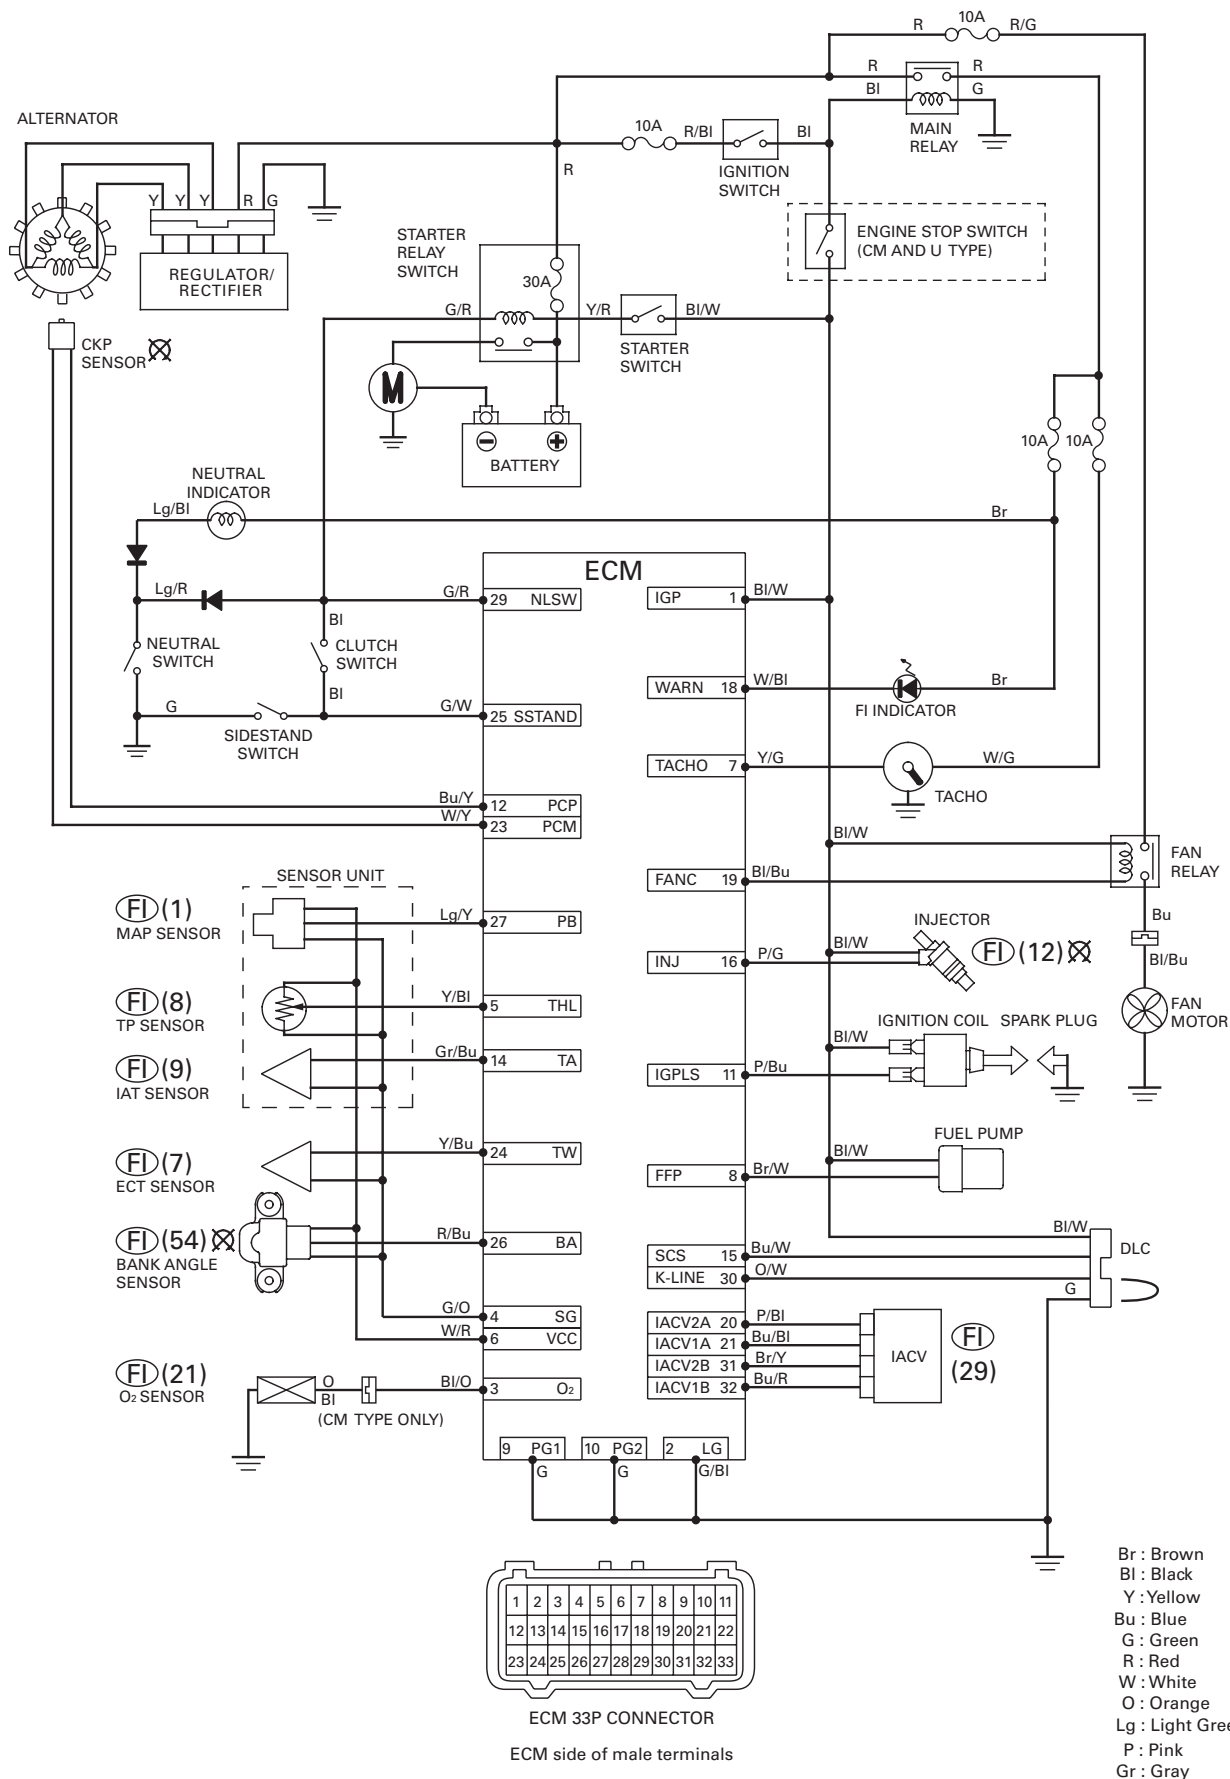 R
10A
R/G
R
R
Bl
G
MAIN
RELAY
ALTERNATOR
10A
R/Bl
Bl
IGNITION
SWITCH
R
Y
Y
Y
R
G
REGULATOR/
RECTIFIER
STARTER
RELAY
SWITCH
30A
ENGINE STOP SWITCH
(CM AND U TYPE)
G/R
Y/R
Bl/W
STARTER
SWITCH
CKP
SENSOR
M
BATTERY
10A
10A
NEUTRAL
INDICATOR
Lg/Bl
Br
ECM
Lg/R
G/R
29 NLSW
IGP 1
Bl/W
Bl
NEUTRAL
SWITCH
CLUTCH
SWITCH
Bl
WARN 18
W/Bl
Br
FI INDICATOR
G
G/W
25 SSTAND
SIDESTAND
SWITCH
TACHO 7
Y/G
W/G
TACHO
Bu/Y
12 PCP
W/Y
23 PCM
Bl/W
FAN
RELAY
SENSOR UNIT
FANC 19
Bl/Bu
FI (1)
MAP SENSOR
Lg/Y
27 PB
INJECTOR
Bu
Bl/W
FI (12)
INJ 16
P/G
Bl/Bu
FI (8)
TP SENSOR
Y/Bl
5 THL
FAN
MOTOR
IGNITION COIL
SPARK PLUG
Bl/W
FI (9)
IAT SENSOR
Gr/Bu
14 TA
IGPLS 11
P/Bu
FUEL PUMP
FI (7)
ECT SENSOR
Y/Bu
24 TW
Bl/W
FFP 8
Br/W
FI (54)
BANK ANGLE
SENSOR
R/Bu
26 BA
Bl/W
DLC
SCS 15
Bu/W
K-LINE 30
O/W
G
G/O
4 SG
W/R
6 VCC
IACV2A 20
P/Bl
IACV1A 21
Bu/Bl
IACV2B 31
Br/Y
IACV1B 32
Bu/R
IACV
FI
(29)
FI (21)
O2 SENSOR
O
Bl
(CM TYPE ONLY)
Bl/O
3 O2
9 PG1
10 PG2
2 LG
G
G
G/Bl
1 2 3 4 5 6 7 8 9 10 11
12 13 14 15 16 17 18 19 20 21 22
23 24 25 26 27 28 29 30 31 32 33
ECM 33P CONNECTOR
ECM side of male terminals
Br : Brown
Bl : Black
Y : Yellow
Bu : Blue
G : Green
R : Red
W : White
O : Orange
Lg : Light Gree
P : Pink
Gr : Gray